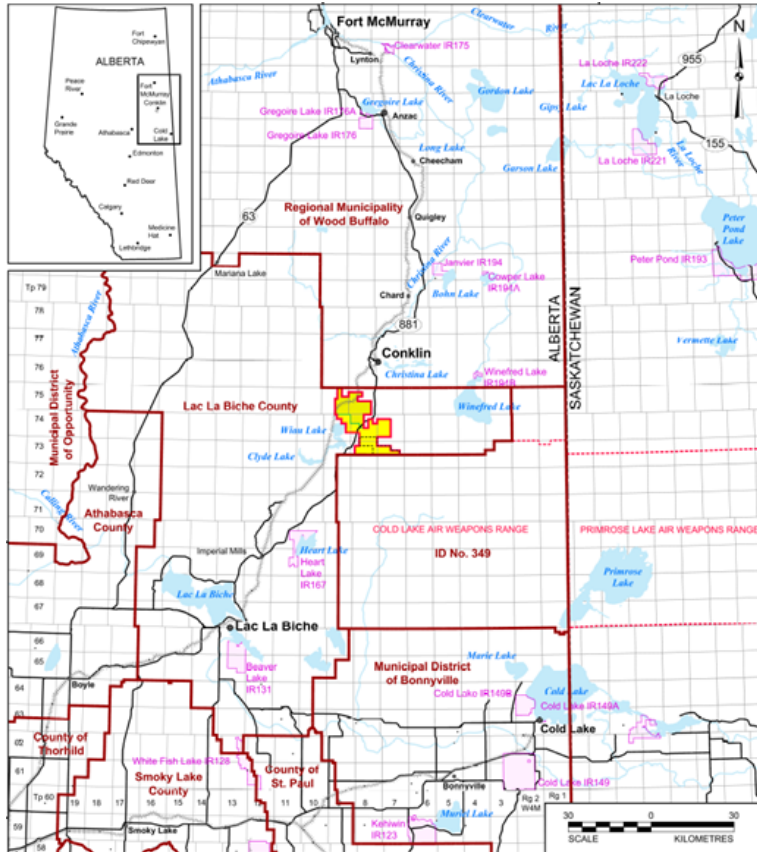 ALBERTA
Fort
Chipewyan
Peace
River
Fort
McMurray
Conklin
Grande
Prairie
Athabasca
Cold
Lake
Edmonton
Red Deer
Calgary
Medicine
Hat
Lethbridge
Fort McMurray
Clearwater
River
Clearwater IR175
Lynton
Athabasca River
Christina River
Gordon Lake
Gregoire Lake
Gipsy Lake
Gregoire Lake IR176A
Anzac
Gregoire Lake IR176
Long Lake
Cheecham
Garson Lake
La Loche IR222
955
Lac La Loche
La Loche
N
La Loche
River
155
La Loche IR221
Regional Municipality
of Wood Buffalo
63
Quigley
Peter
Pond
Lake
Peter Pond IR193
Christina River
Janvier IR194
Cowper Lake
IR194A
Bohn Lake
Mariana Lake
Chard
881
ALBERTA
SASKATCHEWAN
Vermette Lake
Conklin
Christina Lake
Winefred Lake
IR194B
Winefred Lake
Tp 79
78
77
76
75
74
73
72
71
70
69
68
67
66
65
64
63
62
61
Tp 60
59
58
Athabasca River
Municipal District
of Opportunity
Lac La Biche County
Wiau Lake
Clyde Lake
Wandering
River
Calling River
Athabasca
County
COLD LAKE AIR WEAPONS RANGE
PRIMROSE LAKE AIR WEAPONS RANGE
ID No. 349
Imperial Mills
Heart Lake
Heart
Lake
IR167
Primrose
Lake
Lac La Biche
Lac La Biche
Beaver
Lake
IR131
Boyle
Municipal District
of Bonnyville
Marie Lake
Cold Lake IR149B
Cold Lake
Cold Lake IR149A
Cold Lake
County of
Thorhild
White Fish Lake IR128
Smoky Lake
County
County of
St. Paul
Cold Lake IR149
Bonnyville
Muriel Lake
Kehiwin
IR123
Smoky Lake
19 18 17 16 15 14 13 12 11 10 9 8 7 6 5 4 3
Rg 2
W4M
Rg 1
30 0 30
SCALE KILOMETRES